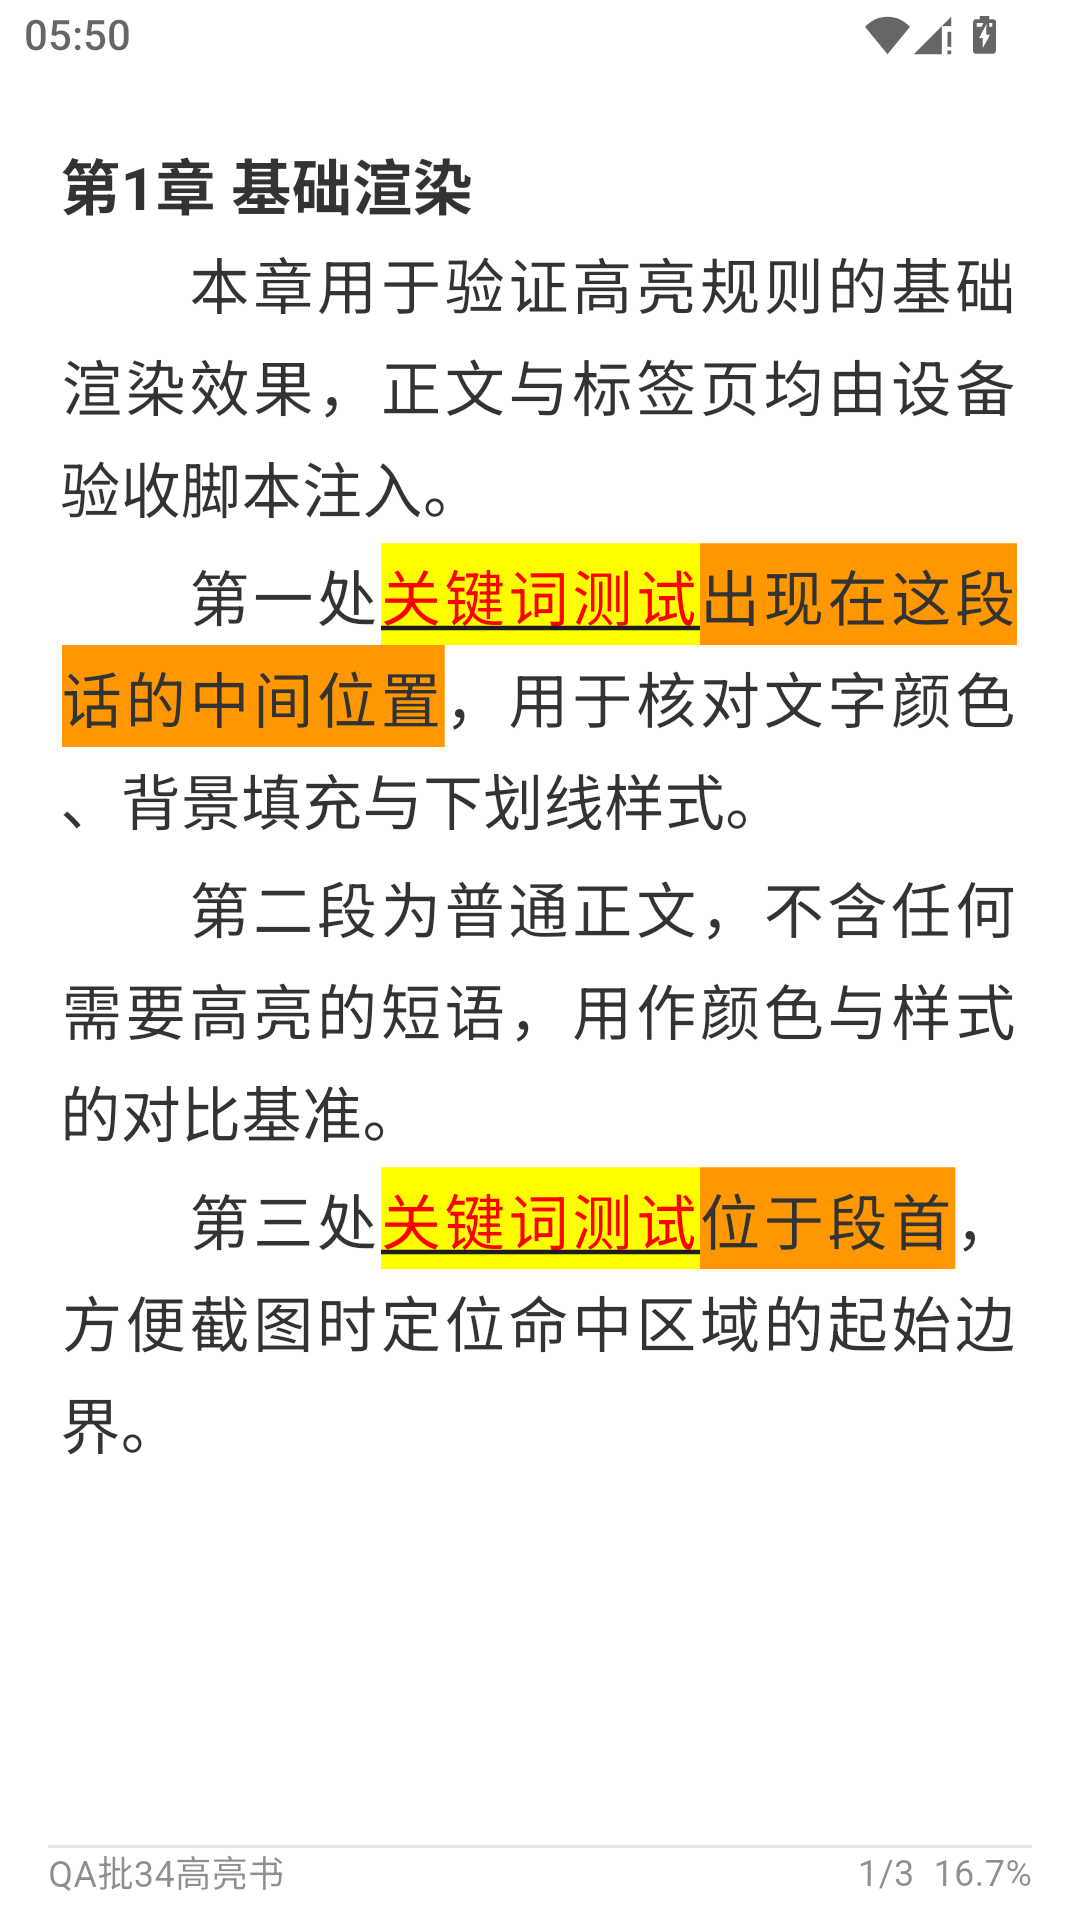 05:50
第1章 基础渲染
本章用于验证高亮规则的基础
渲染效果，正文与标签页均由设备
验收脚本注入。
第一处关键词测试出现在这段
话的中间位置，用于核对文字颜色
、背景填充与下划线样式。
第二段为普通正文，不含任何
需要高亮的短语，用作颜色与样式
的对比基准。
第三处关键词测试位于段首，
方便截图时定位命中区域的起始边
界。
QA批34高亮书 1/3 16.7%